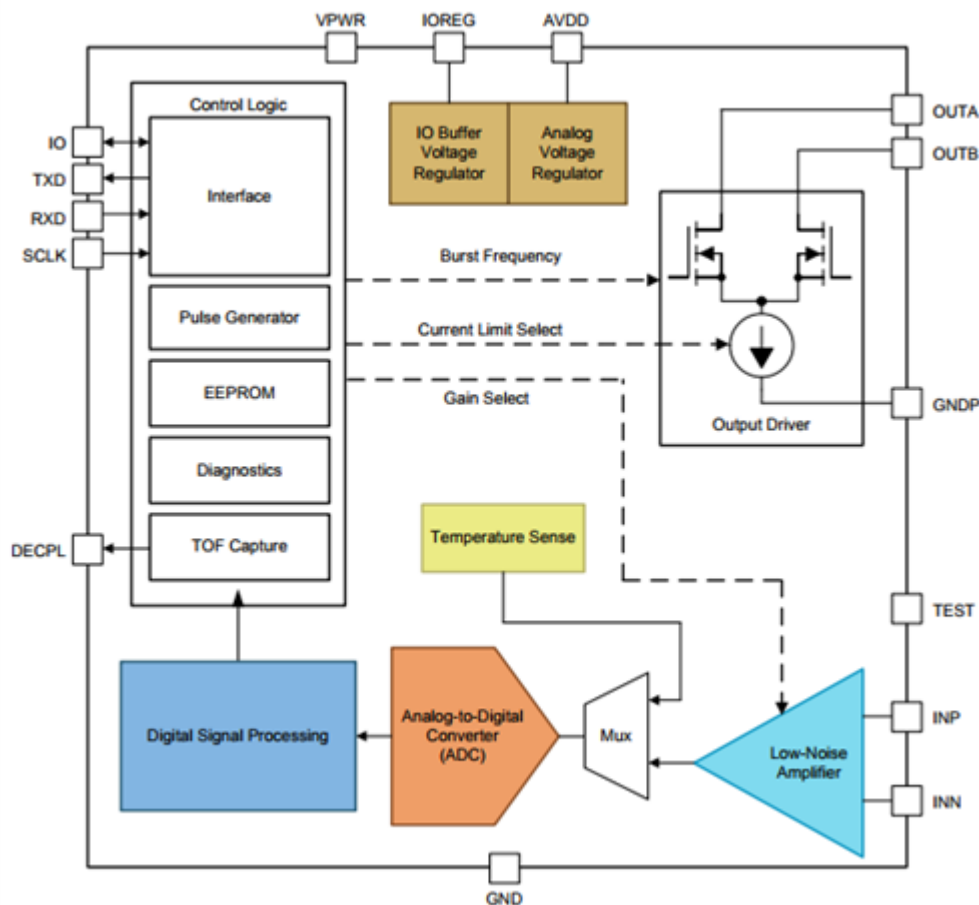 VPWR
IOREG
AVDD
Control Logic
IO
TXD
RXD
SCLK
Interface
IO Buffer
Voltage
Regulator
Analog
Voltage
Regulator
OUTA
OUTB
Burst Frequency
Pulse Generator
Current Limit Select
EEPROM
Gain Select
GNDP
Output Driver
Diagnostics
DECPL
TOF Capture
Temperature Sense
TEST
Digital Signal Processing
Analog-to-Digital
Converter
(ADC)
Mux
Low-Noise
Amplifier
INP
INN
GND